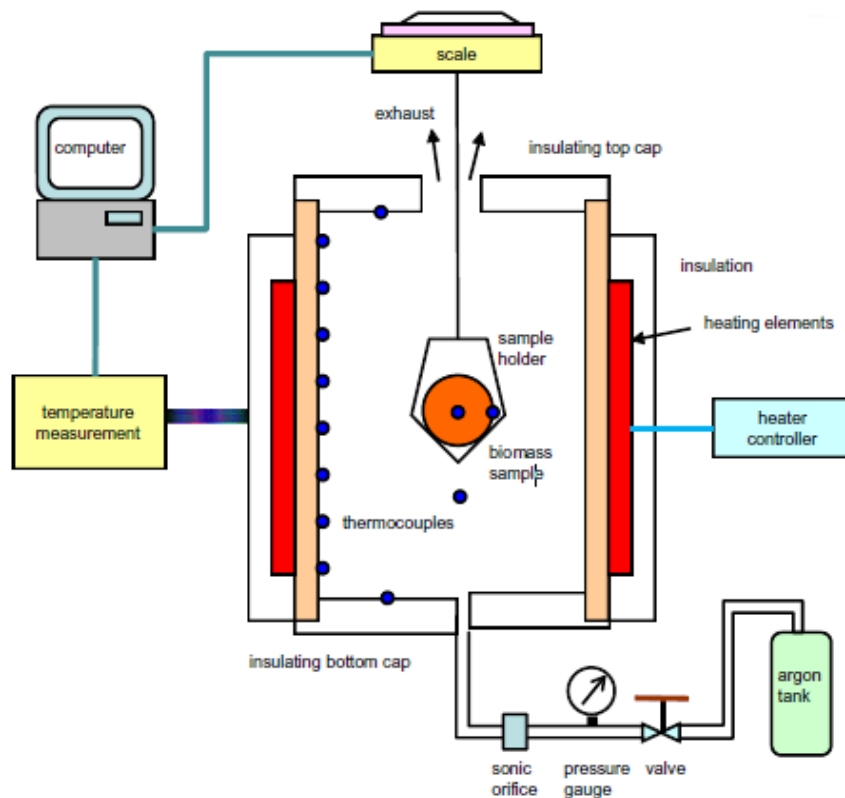 scale
exhaust
insulating top cap
computer
insulation
heating elements
sample
holder
temperature
measurement
heater
controller
biomass
sample
thermocouples
insulating bottom cap
argon
tank
sonic
orifice
pressure
gauge
valve